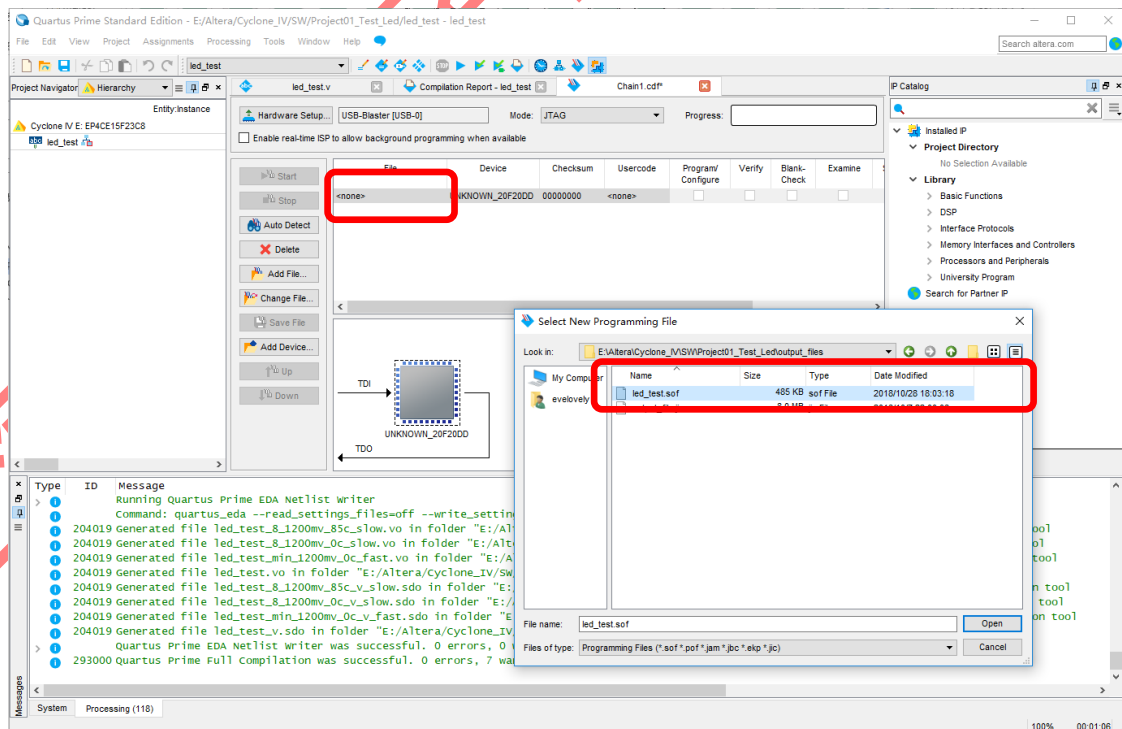 Quartus Prime Standard Edition - E:/Altera/Cyclone_IV/SW/Project01_Test_Led/led_test - led_test
File Edit View Project Assignments Processing Tools Window Help
Search altera.com
led_test
Project Navigator Hierarchy
led_test.v
Compilation Report - led_test
Chain1.cdf*
IP Catalog
Entity:Instance
Cyclone IV E: EP4CE15F23C8
led_test
Hardware Setup... USB-Blaster [USB-0] Mode: JTAG Progress:
Enable real-time ISP to allow background programming when available
Start
Stop
Auto Detect
Delete
Add File...
Change File...
Save File
Add Device...
Up
Down
File Device Checksum Usercode Program/ Configure Verify Blank- Check Examine
<none> UNKNOWN_20F20DD 00000000 <none>
TDI
UNKNOWN_20F20DD
TDO
Installed IP
Project Directory
No Selection Available
Library
Basic Functions
DSP
Interface Protocols
Memory Interfaces and Controllers
Processors and Peripherals
University Program
Search for Partner IP
Select New Programming File
Look in: E:\Altera\Cyclone_IV\SW\Project01_Test_Led\output_files
My Computer
evelovely
Name Size Type Date Modified
led_test.sof 485 KB sof File 2018/10/28 18:03:18
File name: led_test.sof Open
Files of type: Programming Files (*.sof *.pof *.jam *.jbc *.ekp *.jic) Cancel
Type ID Message
Running Quartus Prime EDA Netlist Writer
Command: quartus_eda --read_settings_files=off --write_settin
204019 Generated file led_test_8_1200mv_85c_slow.vo in folder "E:/Al
204019 Generated file led_test_8_1200mv_0c_slow.vo in folder "E:/Alt
204019 Generated file led_test_min_1200mv_0c_fast.vo in folder "E:/A
204019 Generated file led_test.vo in folder "E:/Altera/Cyclone_IV/SW
204019 Generated file led_test_8_1200mv_85c_v_slow.sdo in folder "E:
204019 Generated file led_test_8_1200mv_0c_v_slow.sdo in folder "E:/
204019 Generated file led_test_min_1200mv_0c_v_fast.sdo in folder "E
204019 Generated file led_test_v.sdo in folder "E:/Altera/Cyclone_IV
Quartus Prime EDA Netlist Writer was successful. 0 errors, 0
293000 Quartus Prime Full Compilation was successful. 0 errors, 7 wa
tool
tool
tool
on tool
Messages
System Processing (118)
100% 00:01:06